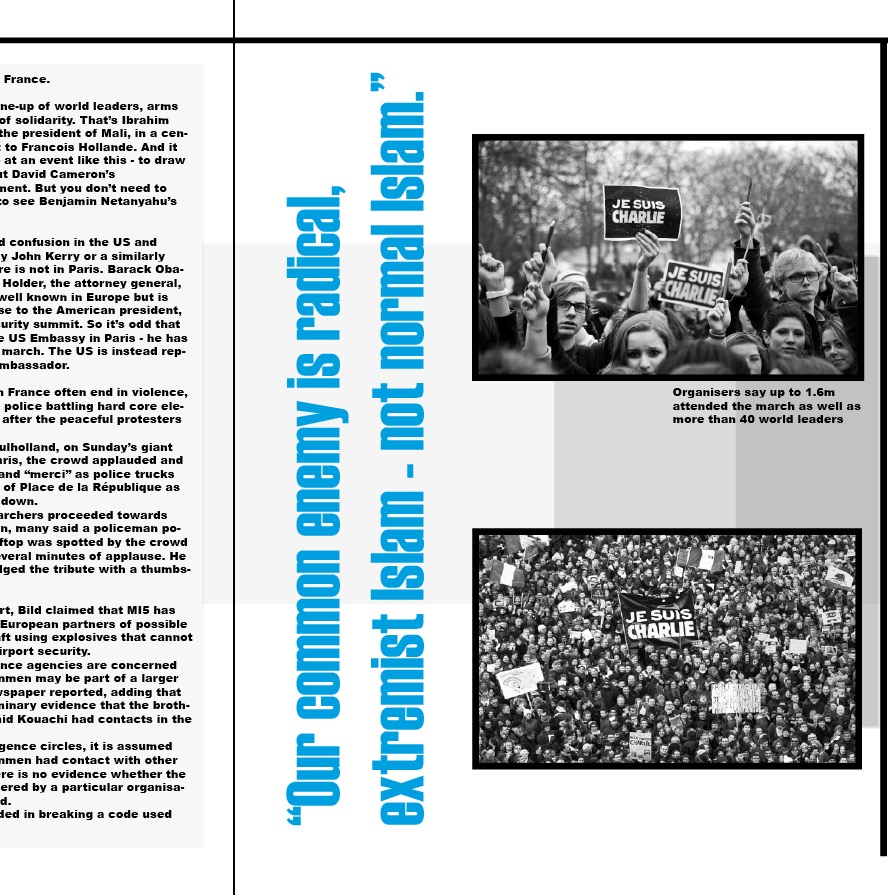 France.
ne-up of world leaders, arms
of solidarity. That's Ibrahim
the president of Mali, in a cen-
t to Francois Hollande. And it
at an event like this - to draw
ut David Cameron's
ment. But you don't need to
to see Benjamin Netanyahu's
d confusion in the US and
y John Kerry or a similarly
re is not in Paris. Barack Oba-
Holder, the attorney general,
well known in Europe but is
se to the American president,
urity summit. So it's odd that
e US Embassy in Paris - he has
march. The US is instead rep-
mbassador.
n France often end in violence,
police battling hard core ele-
after the peaceful protesters
ulholland, on Sunday's giant
aris, the crowd applauded and
and “merci” as police trucks
of Place de la République as
down.
archers proceeded towards
n, many said a policeman po-
ftop was spotted by the crowd
everal minutes of applause. He
dged the tribute with a thumbs-
rt, Bild claimed that MI5 has
European partners of possible
aft using explosives that cannot
irport security.
nce agencies are concerned
nmen may be part of a larger
wspaper reported, adding that
minary evidence that the broth-
hid Kouachi had contacts in the
gence circles, it is assumed
nmen had contact with other
ere is no evidence whether the
ered by a particular organisa-
d.
ded in breaking a code used
“Our common enemy is radical,
extremist Islam - not normal Islam.”
JE SUIS
CHARLIE
JE SUIS
CHARLIE
Organisers say up to 1.6m
attended the march as well as
more than 40 world leaders
JE SUIS
CHARLIE
CHARLIE